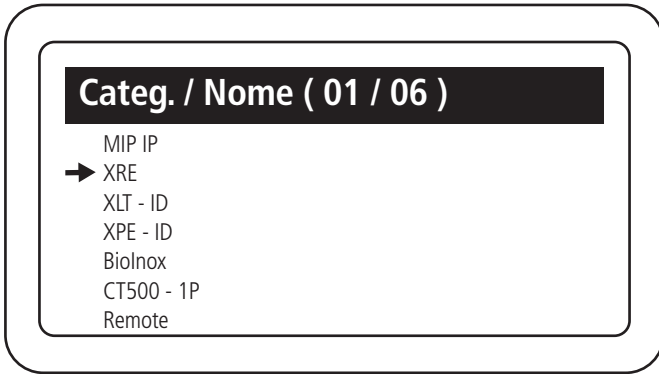 Categ. / Nome ( 01 / 06 )
MIP IP
XRE
XLT - ID
XPE - ID
BioInox
CT500 - 1P
Remote